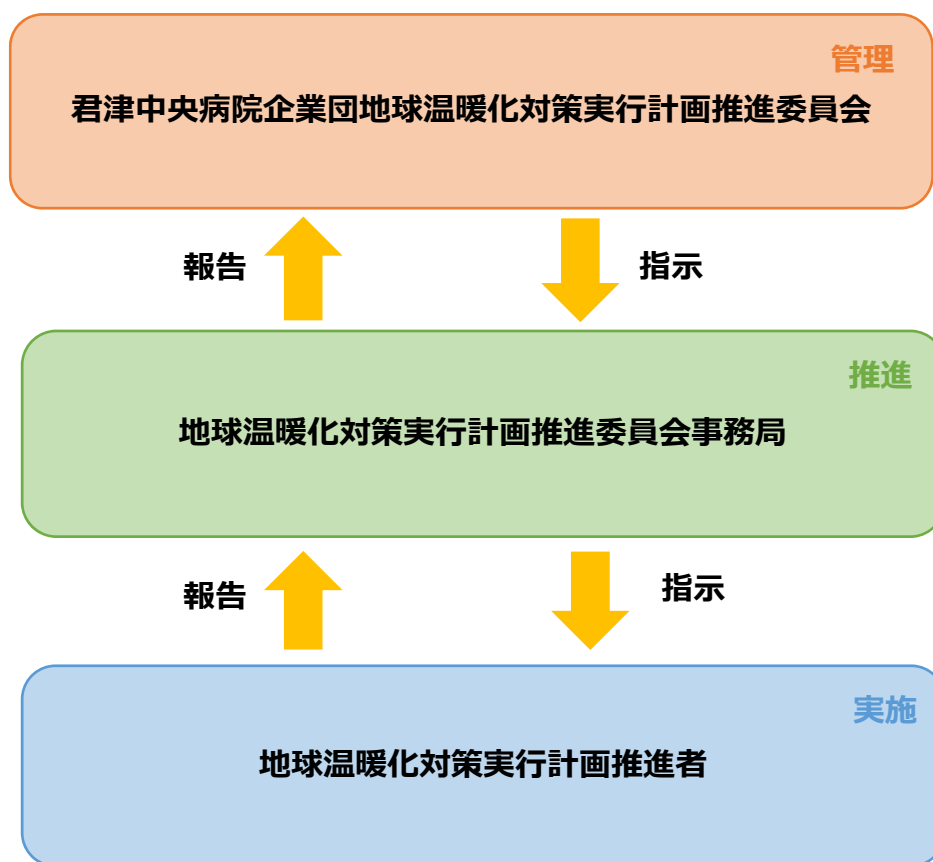 管理
君津中央病院企業団地球温暖化対策実行計画推進委員会
報告
指示
推進
地球温暖化対策実行計画推進委員会事務局
報告
指示
実施
地球温暖化対策実行計画推進者